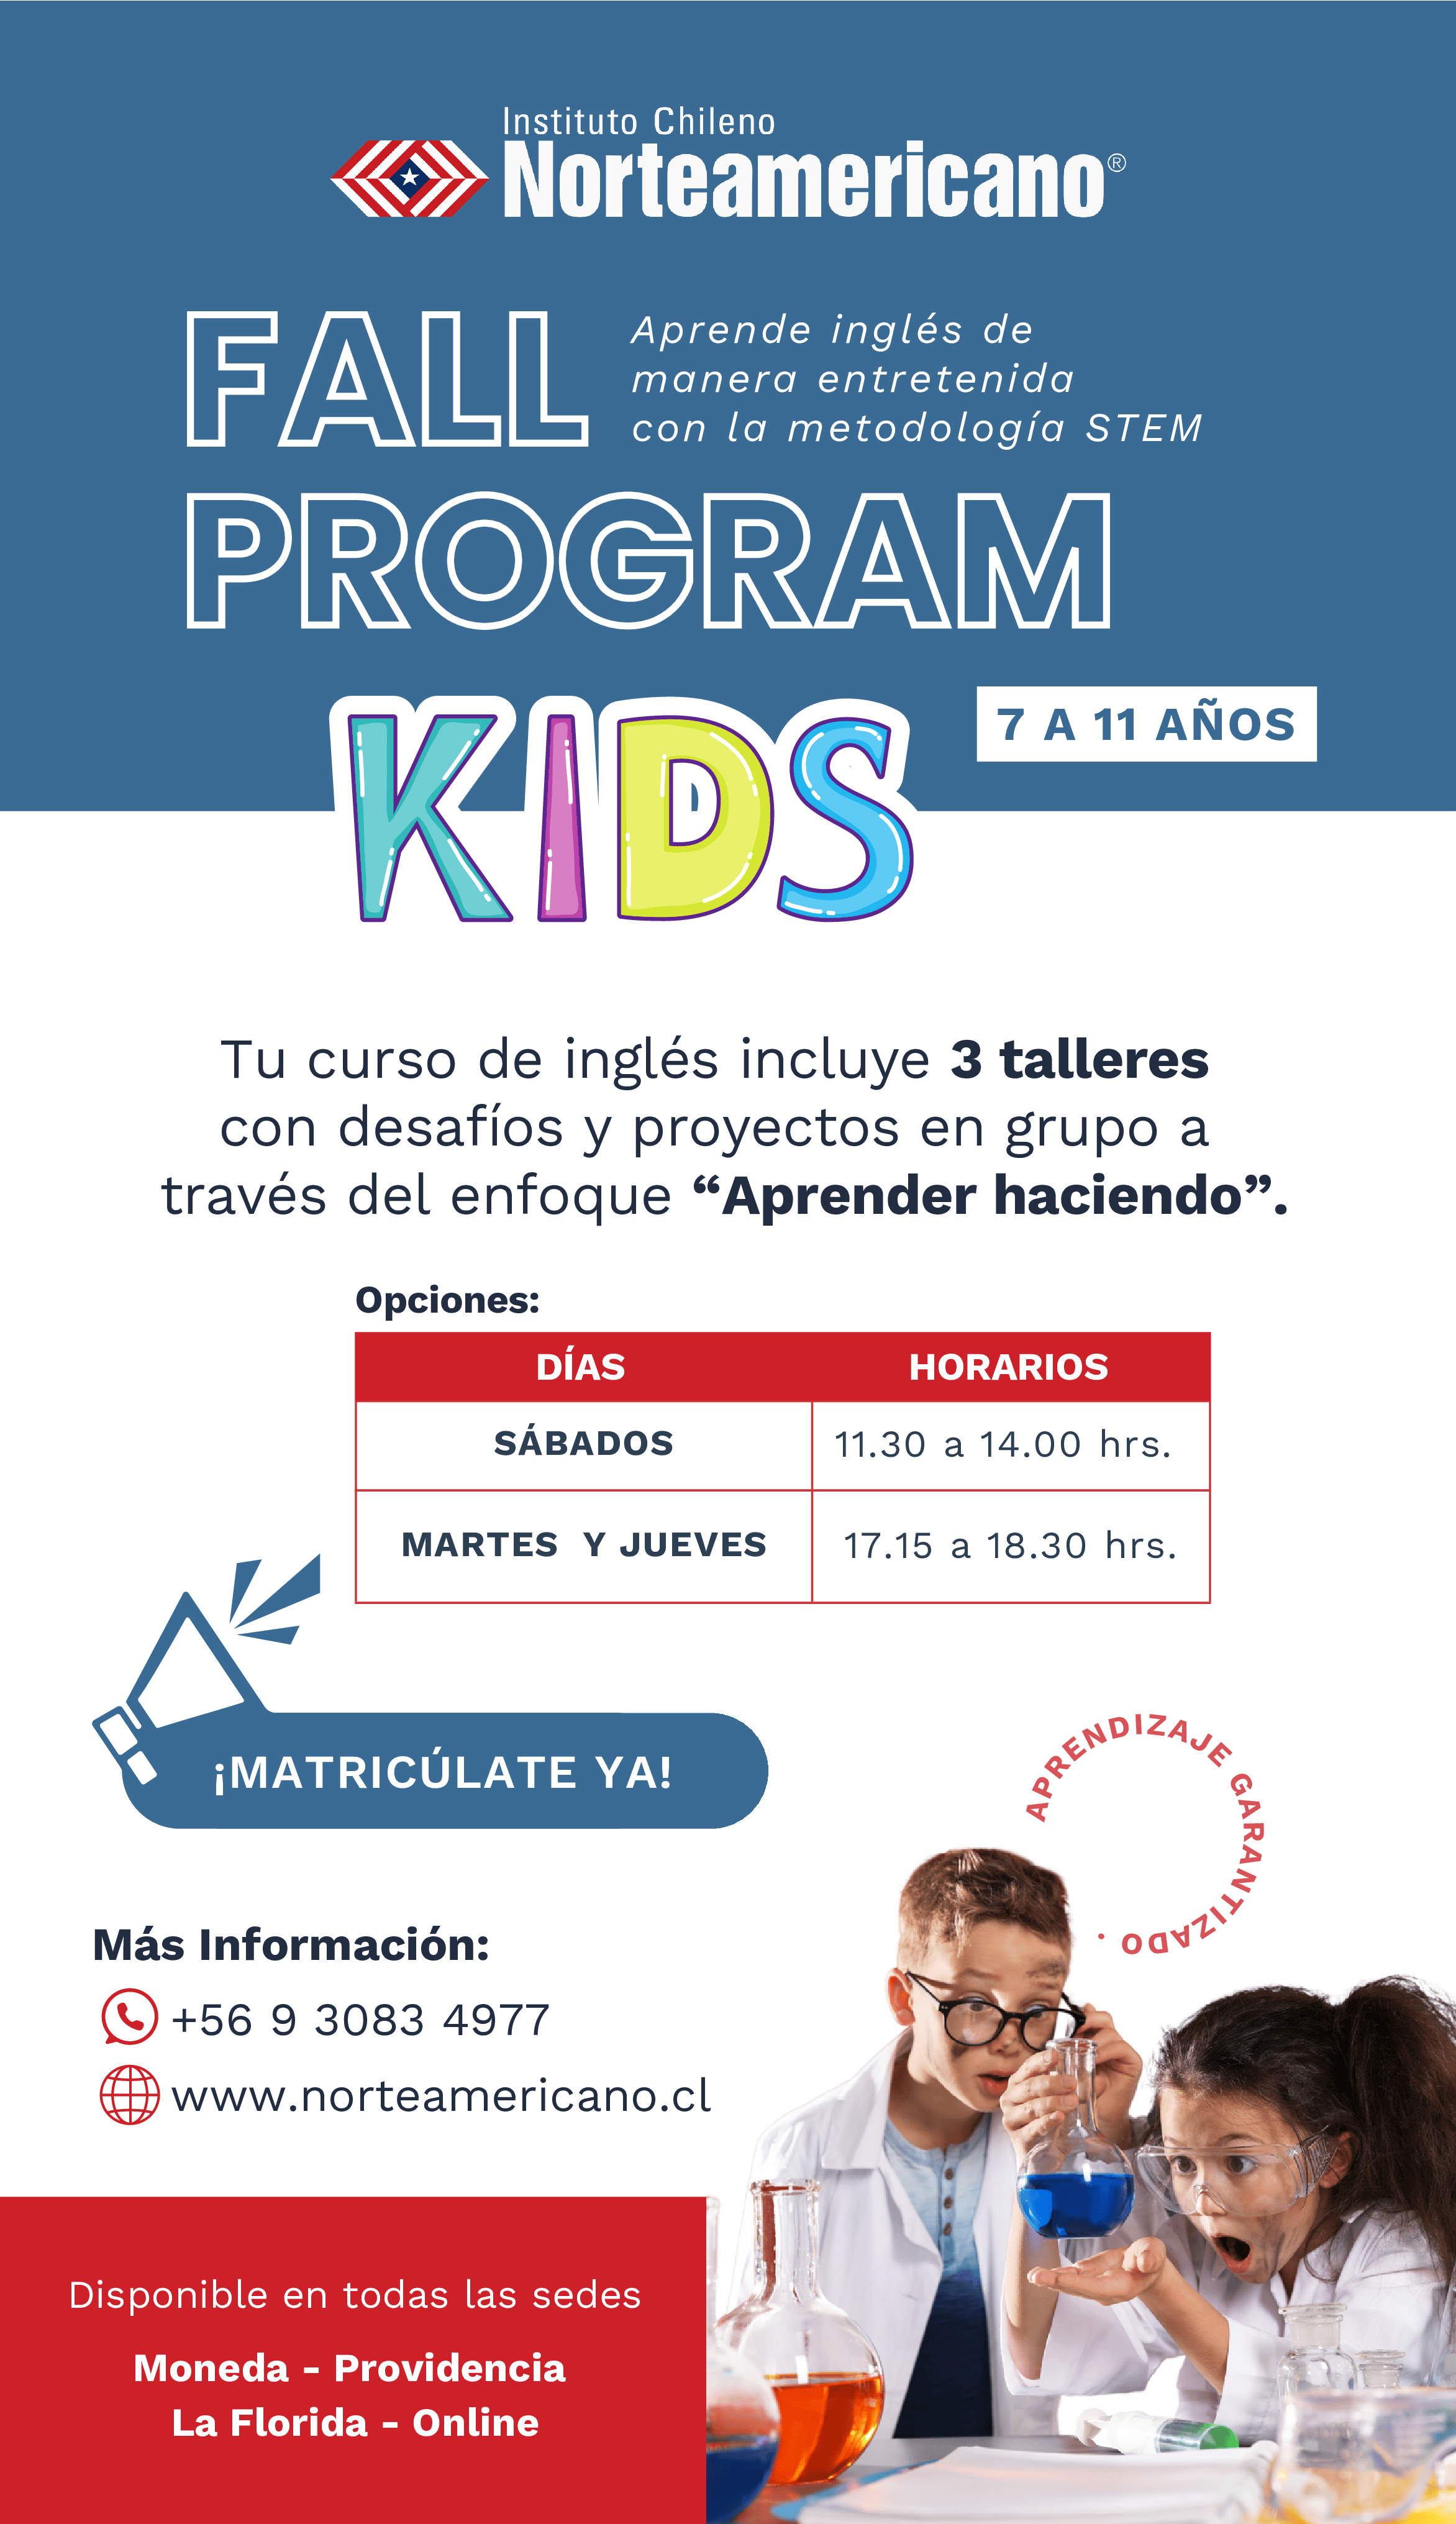 Instituto Chileno
Norteamericano®
FALL
Aprende inglés de
manera entretenida
con la metodología STEM
PROGRAM
KIDS
7 A 11 AÑOS
Tu curso de inglés incluye 3 talleres
con desafíos y proyectos en grupo a
través del enfoque “Aprender haciendo”.
Opciones:
DÍAS HORARIOS
SÁBADOS 11.30 a 14.00 hrs.
MARTES Y JUEVES 17.15 a 18.30 hrs.
¡MATRICÚLATE YA!
APRENDIZAJE GARANTIZADO .
Más Información:
+56 9 3083 4977
www.norteamericano.cl
Disponible en todas las sedes
Moneda - Providencia
La Florida - Online